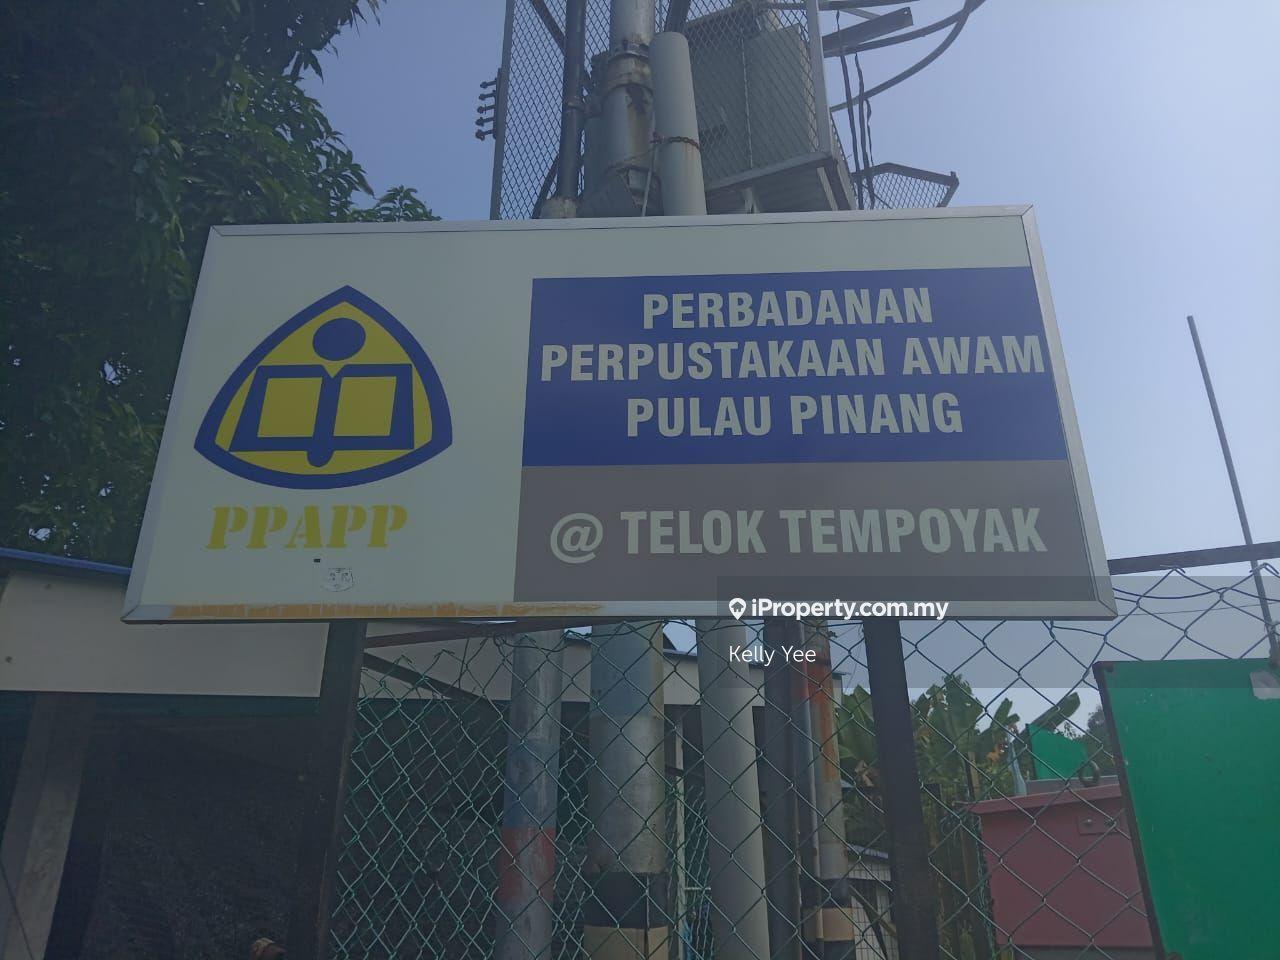 PERBADANAN
PERPUSTAKAAN AWAM
PULAU PINANG
PPAPP
@ TELOK TEMPOYAK
iProperty.com.my
Kelly Yee